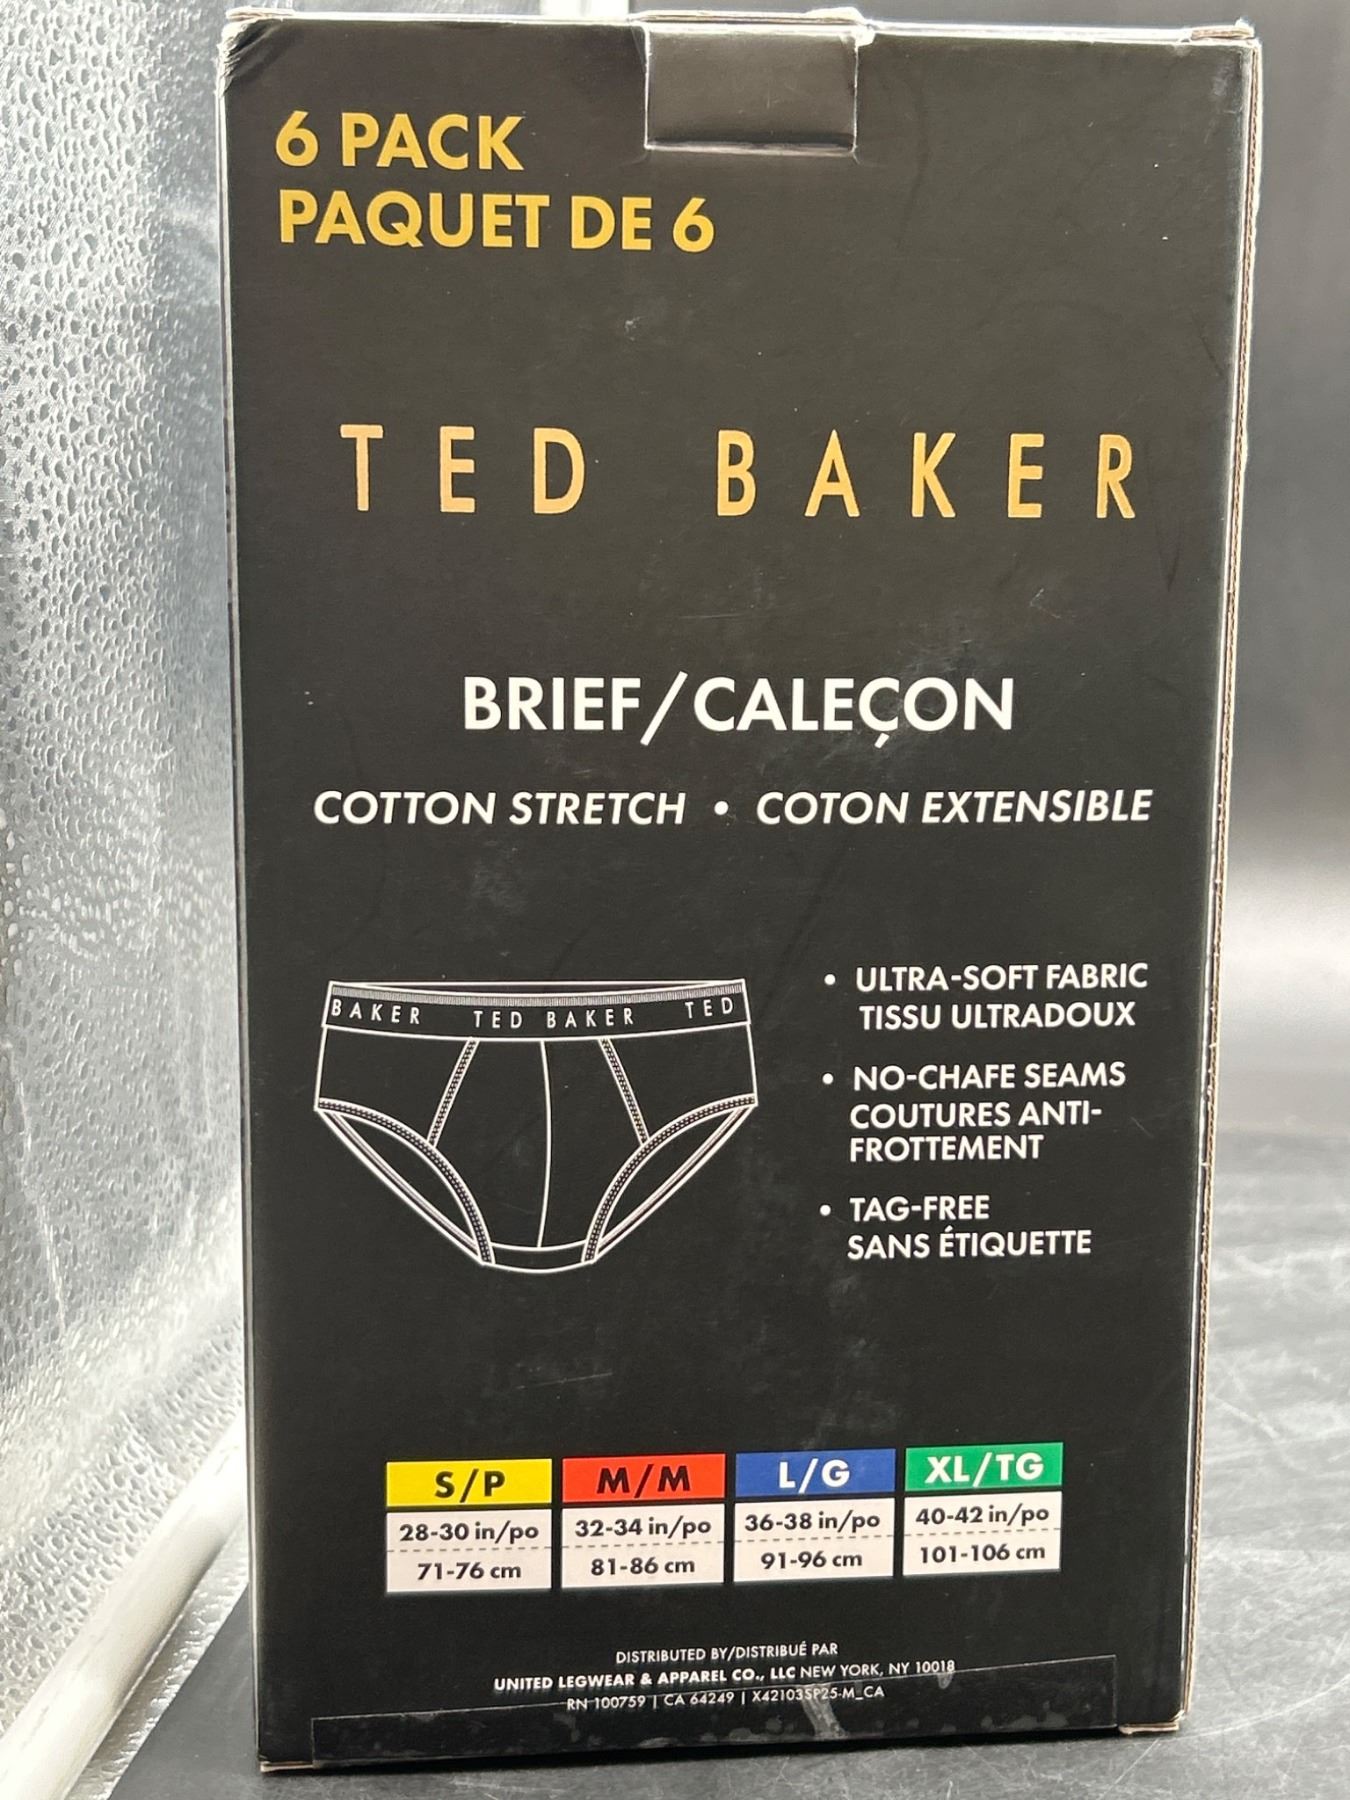 6 PACK
PAQUET DE 6
TED BAKER
BRIEF/CALEÇON
COTTON STRETCH • COTON EXTENSIBLE
BAKER TED BAKER TED
• ULTRA-SOFT FABRIC
TISSU ULTRADOUX
• NO-CHAFE SEAMS
COUTURES ANTI-
FROTTEMENT
• TAG-FREE
SANS ÉTIQUETTE
S/P M/M L/G XL/TG
28-30 in/po 32-34 in/po 36-38 in/po 40-42 in/po
71-76 cm 81-86 cm 91-96 cm 101-106 cm
DISTRIBUTED BY/DISTRIBUÉ PAR
UNITED LEGWEAR & APPAREL CO., LLC NEW YORK, NY 10018
RN 100759 | CA 64249 | X42103SP25-M_CA